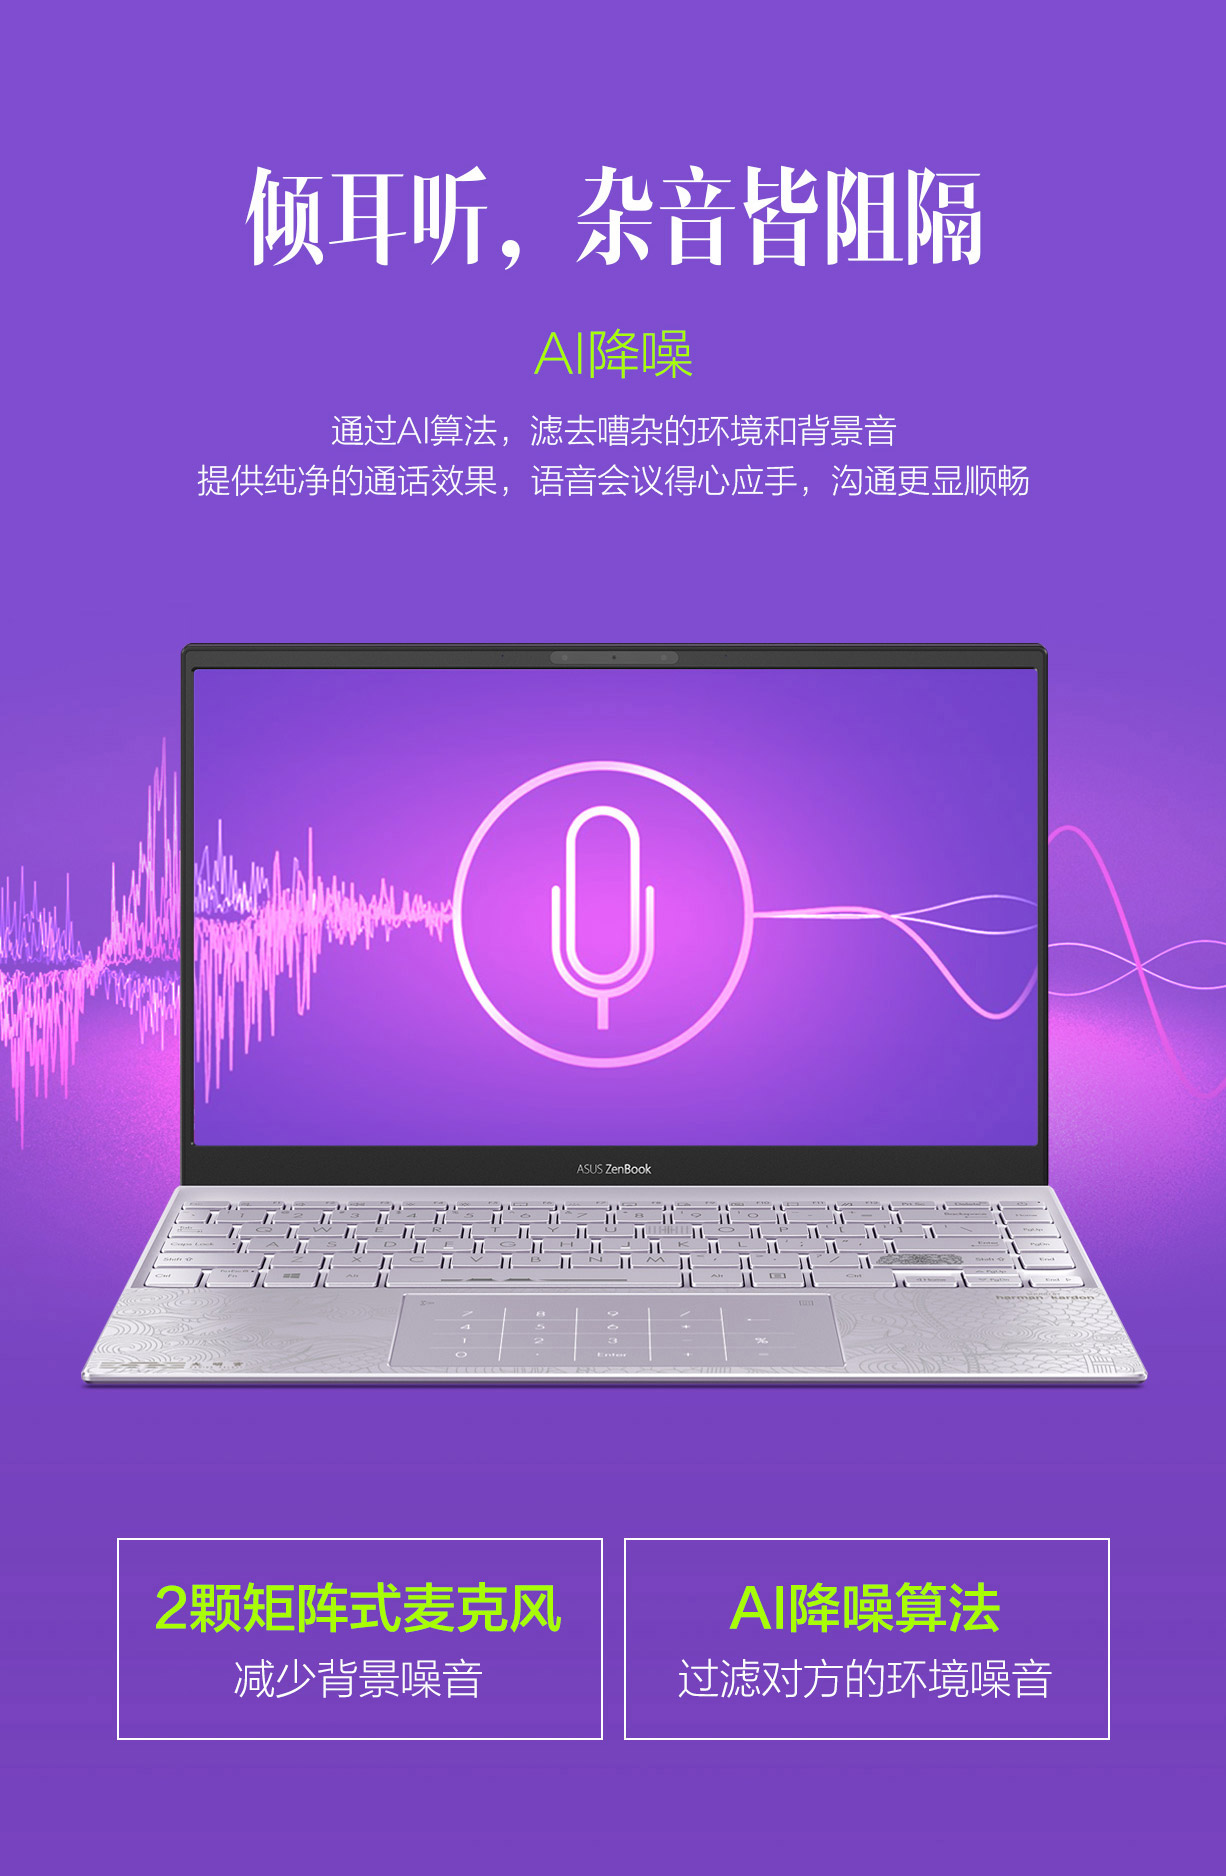 倾耳听，杂音皆阻隔
AI降噪
通过AI算法，滤去嘈杂的环境和背景音
提供纯净的通话效果，语音会议得心应手，沟通更显顺畅
ASUS ZenBook
harman/kardon
2颗矩阵式麦克风
减少背景噪音
AI降噪算法
过滤对方的环境噪音